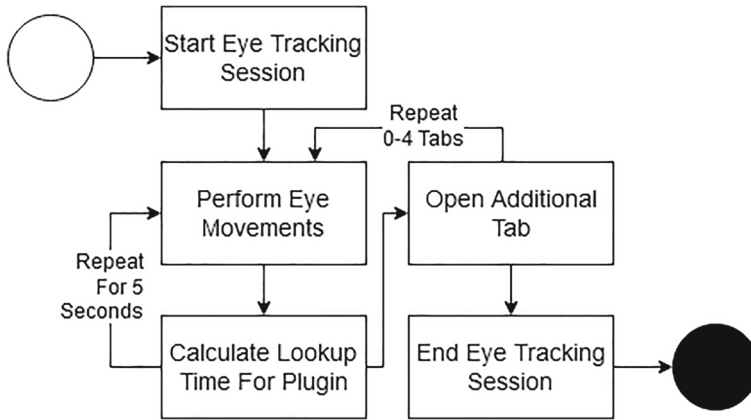 Start Eye Tracking
Session
Repeat
0-4 Tabs
Perform Eye
Movements
Open Additional
Tab
Repeat
For 5
Seconds
Calculate Lookup
Time For Plugin
End Eye Tracking
Session